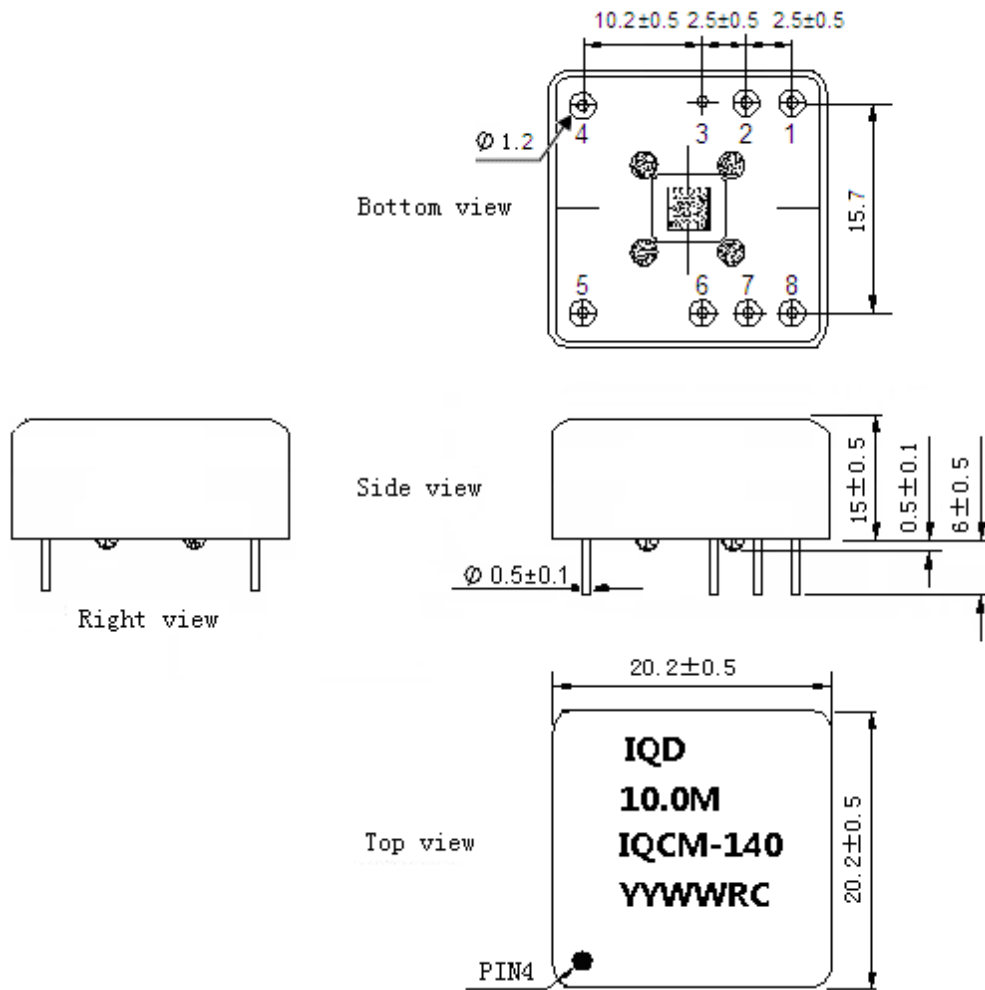 10.2±0.5 2.5±0.5 2.5±0.5
4 3 2 1
Φ 1.2
Bottom view
15.7
5 6 7 8
Side view
15±0.5
0.5±0.1
6±0.5
Φ 0.5±0.1
Right view
20.2±0.5
IQD
10.0M
IQCM-140
YYWWRC
Top view
20.2±0.5
PIN4